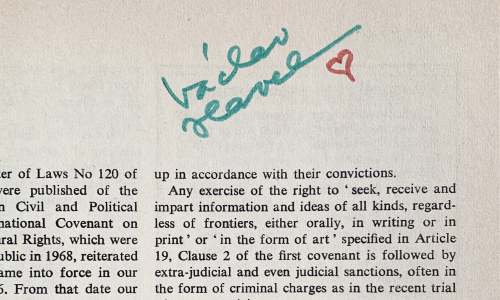 Václav
Havel
ter of Laws No 120 of
were published of the
n Civil and Political
national Covenant on
ural Rights, which were
ublic in 1968, reiterated
ame into force in our
6. From that date our
up in accordance with their convictions.
Any exercise of the right to ‘seek, receive and
impart information and ideas of all kinds, regard-
less of frontiers, either orally, in writing or in
print’ or ‘in the form of art’ specified in Article
19, Clause 2 of the first covenant is followed by
extra-judicial and even judicial sanctions, often in
the form of criminal charges as in the recent trial